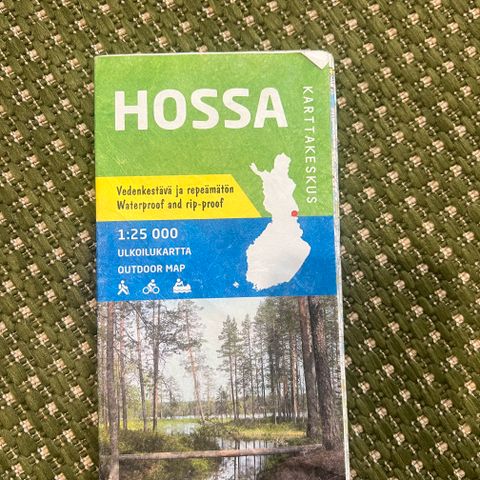 HOSSA
KARTTAKESKUS
Vedenkestävä ja repeämätön
Waterproof and rip-proof
1:25 000
ULKOILUKARTTA
OUTDOOR MAP